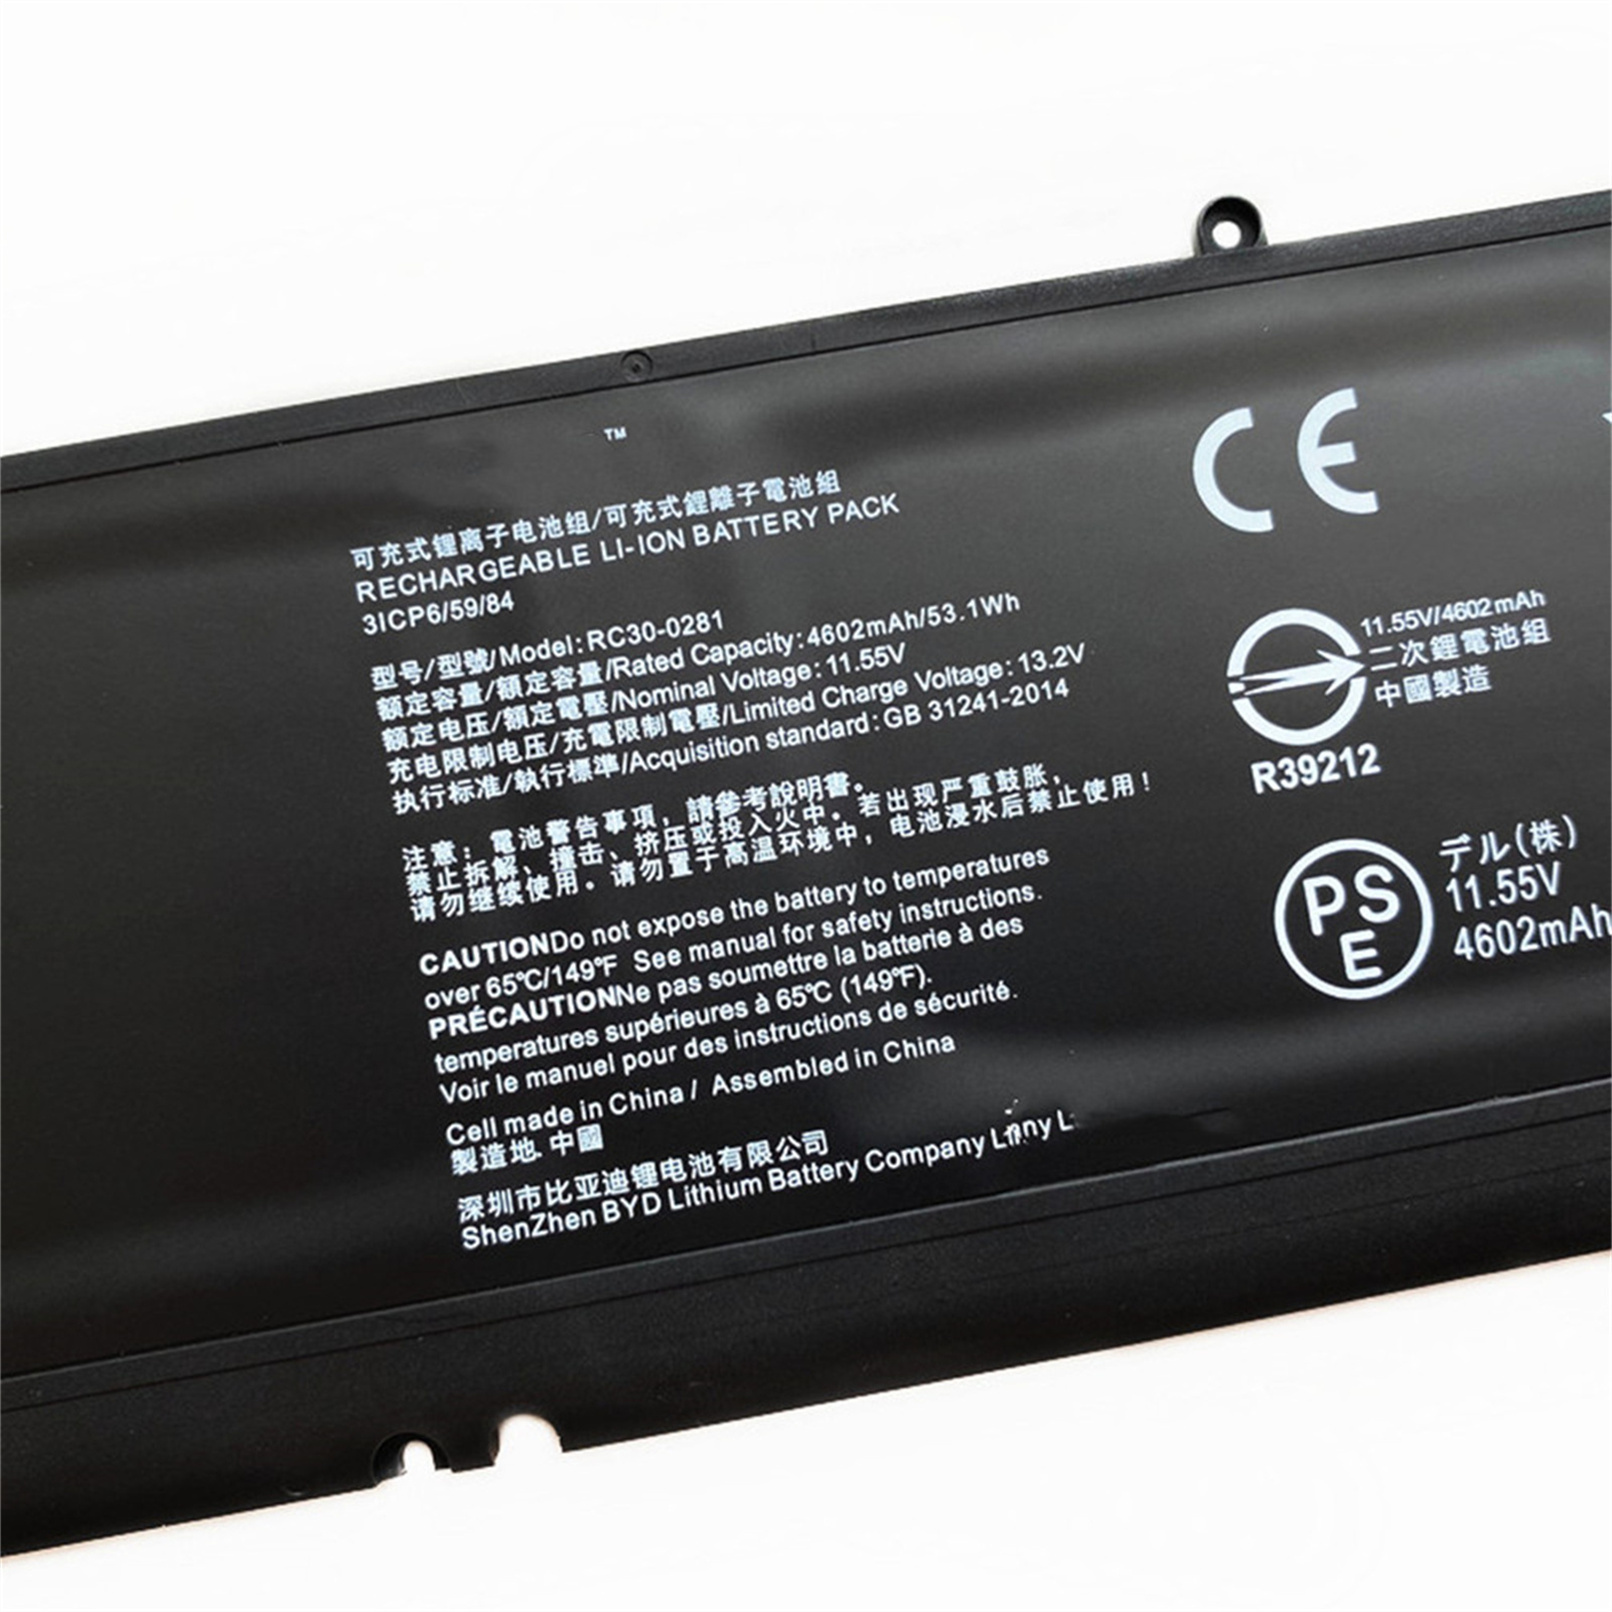 TM
可充式锂离子电池组/可充式鋰離子電池組
RECHARGEABLE LI-ION BATTERY PACK
3ICP6/59/84
型号/型號/Model:RC30-0281
额定容量/額定容量/Rated Capacity:4602mAh/53.1Wh
额定电压/額定電壓/Nominal Voltage:11.55V
充电限制电压/充電限制電壓/Limited Charge Voltage:13.2V
执行标准/執行標準/Acquisition standard:GB 31241-2014
注意：電池警告事項，請參考說明書。
禁止拆解、撞击、挤压或投入火中。若出现严重鼓胀，
请勿继续使用。请勿置于高温环境中，电池浸水后禁止使用！
CAUTIONDo not expose the battery to temperatures
over 65℃/149℉ See manual for safety instructions.
PRÉCAUTIONNe pas soumettre la batterie à des
temperatures supérieures à 65℃ (149℉).
Voir le manuel pour des instructions de sécurité.
Cell made in China / Assembled in China
製造地.中國
深圳市比亚迪锂电池有限公司
ShenZhen BYD Lithium Battery Company
CE
11.55V/4602mAh
二次鋰電池組
中國製造
R39212
PSE
デル(株)
11.55V
4602mAh